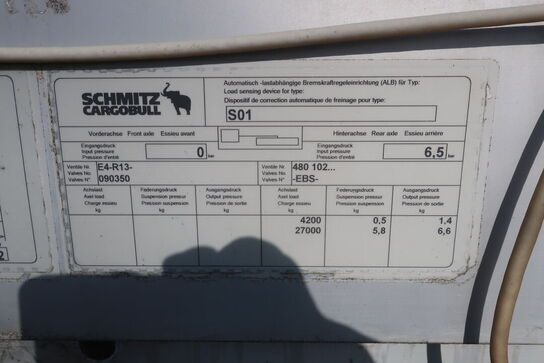 SCHMITZ
CARGOBULL
Automatisch -lastabhängige Bremskraftregeleinrichtung (ALB) für Typ:
Load sensing device for type:
Dispositif de correction automatique de freinage pour type:
S01
Vorderachse Front axle Essieu avant
Hinterachse Rear axle Essieu arrière
Eingangsdruck
Input pressure
Pression d'entré
0 bar
Eingangsdruck
Input pressure
Pression d'entré
6,5 bar
Ventile Nr.
Valves No.
Valves No.
E4-R13-
090350
Ventile Nr.
Valves No.
Valves No.
480 102...
-EBS-
Achslast
Axel load
Charge essieu
kg
Federungsdruck
Suspension presseur
Pression suspension
kg
Ausgangsdruck
Output pressure
Pression de sortie
kg
Achslast
Axel load
Charge essieu
kg
Federungsdruck
Suspension pressur
Pression suspension
kg
Ausgangsdruck
Output pressure
Pression de sortie
kg
4200 0,5 1.4
27000 5,8 6,6
2